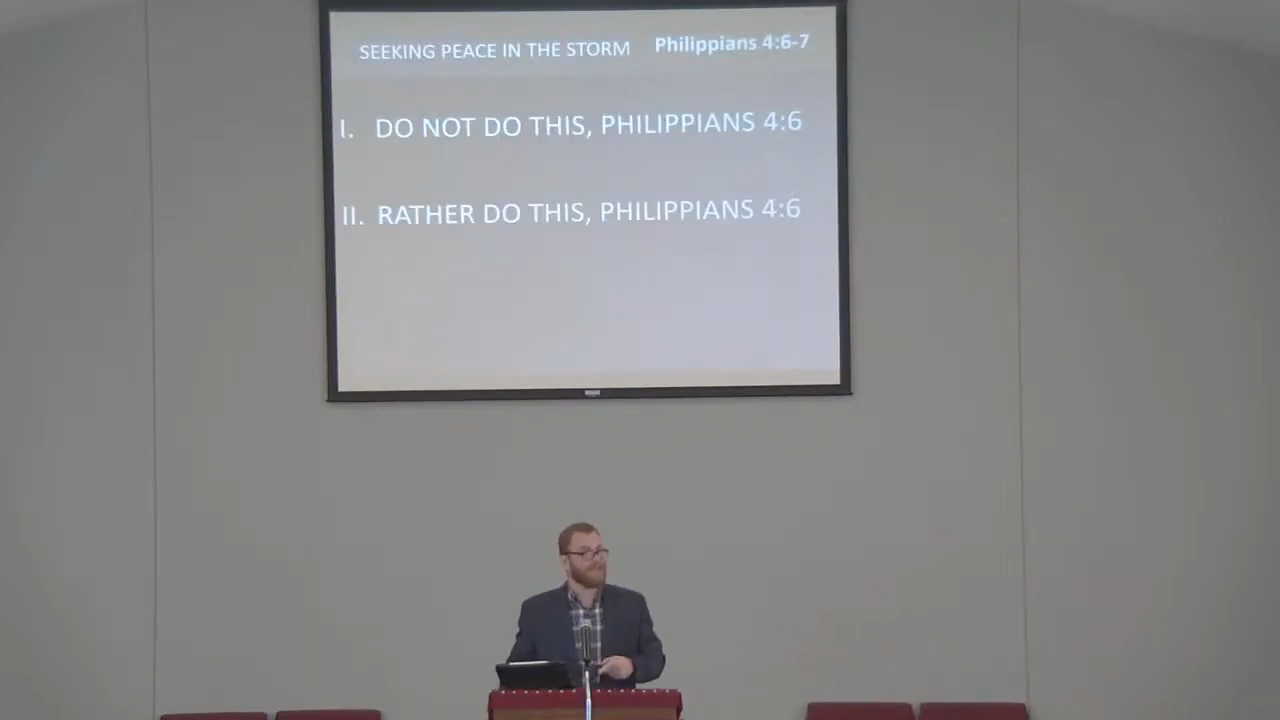 SEEKING PEACE IN THE STORM Philippians 4:6-7
I. DO NOT DO THIS, PHILIPPIANS 4:6
II. RATHER DO THIS, PHILIPPIANS 4:6